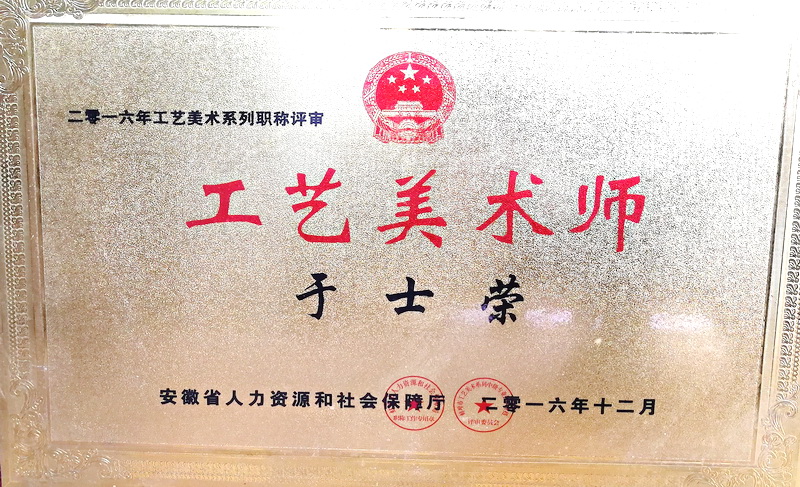 二零一六年工艺美术系列职称评审
工艺美术师
于士荣
安徽省人力资源和社会保障厅 二零一六年十二月